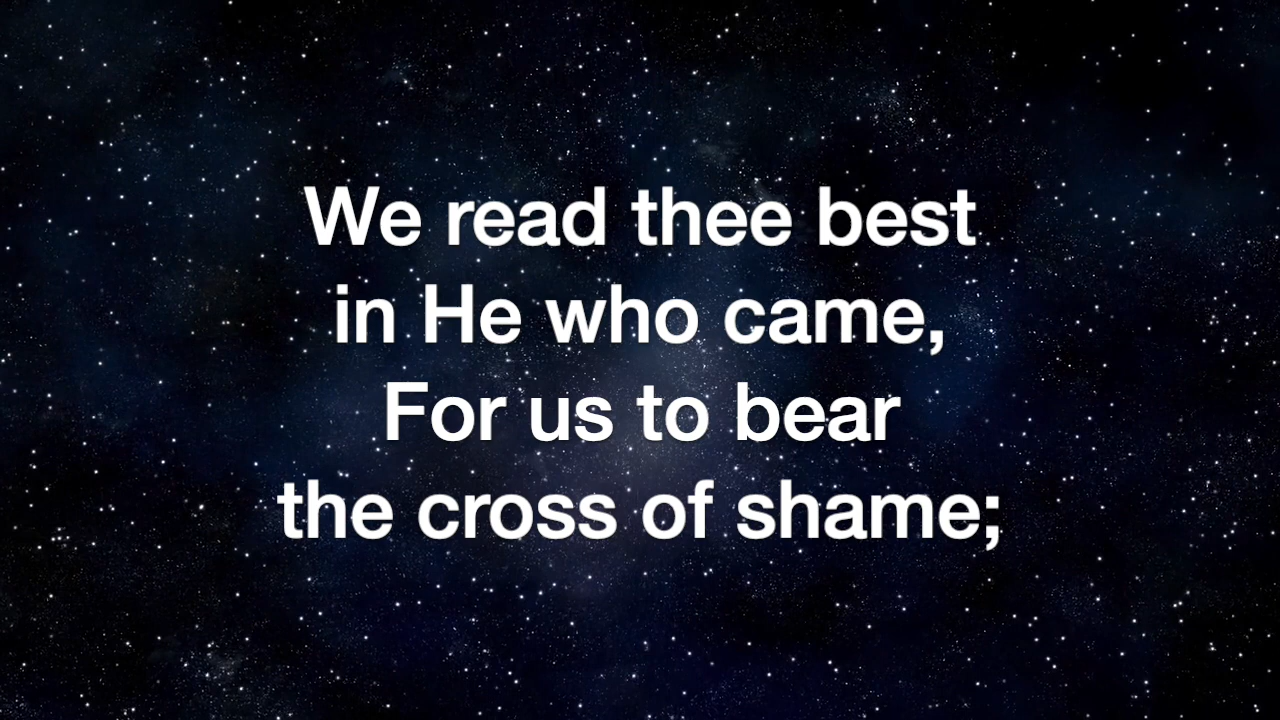 We read thee best
in He who came,
For us to bear
the cross of shame;